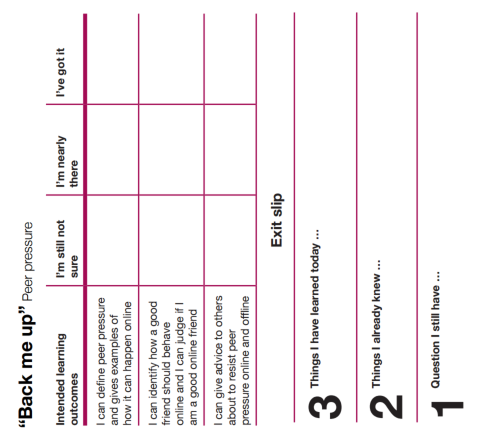 “Back me up” Peer pressure
Intended learning
outcomes
I’m still not
sure
I’m nearly
there
I’ve got it
I can define peer pressure
and gives examples of
how it can happen online
I can identify how a good
friend should behave
online and I can judge if I
am a good online friend
I can give advice to others
about to resist peer
pressure online and offline
Exit slip
3 Things I have learned today ...
2 Things I already knew ...
1 Question I still have ...